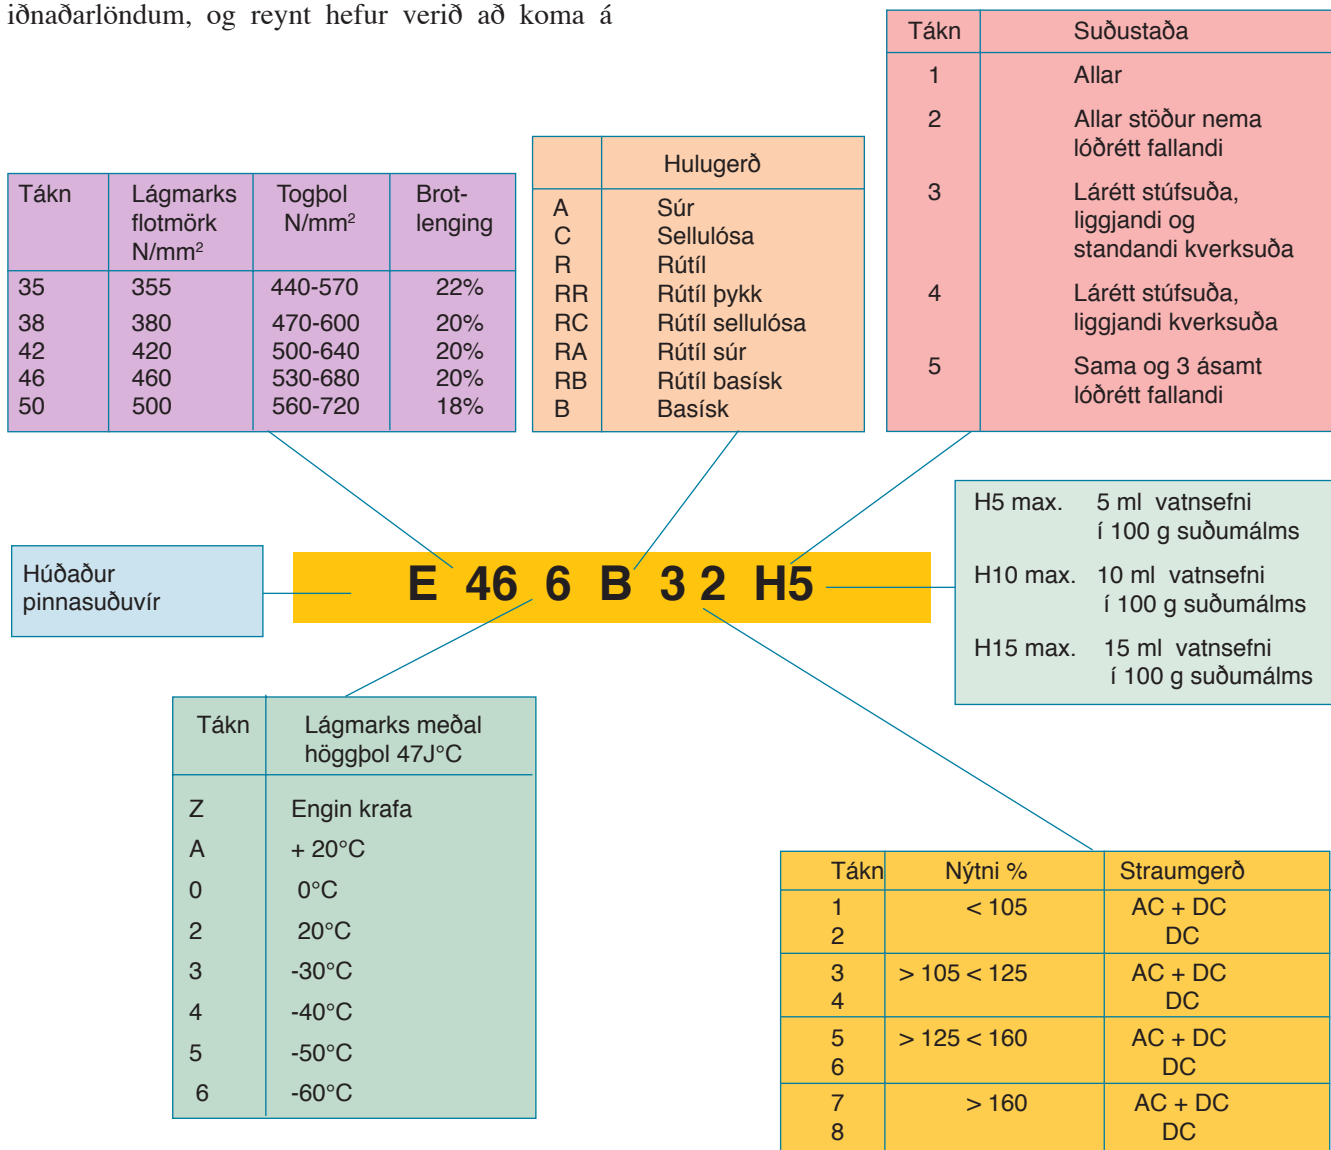 iðnaðarlöndum, og reynt hefur verið að koma á
Tákn Suðustaða
1 Allar
2 Allar stöður nema
lóðrétt fallandi
3 Lárétt stúfsuða,
liggjandi og
standandi kverksuða
4 Lárétt stúfsuða,
liggjandi kverksuða
5 Sama og 3 ásamt
lóðrétt fallandi
Hulugerð
A Súr
C Sellulósa
R Rútíl
RR Rútíl þykk
RC Rútíl sellulósa
RA Rútíl súr
RB Rútíl basísk
B Basísk
Tákn Lágmarks Togþol Brot-
flotmörk N/mm² lenging
N/mm²
35 355 440-570 22%
38 380 470-600 20%
42 420 500-640 20%
46 460 530-680 20%
50 500 560-720 18%
H5 max. 5 ml vatnsefni
í 100 g suðumálms
H10 max. 10 ml vatnsefni
í 100 g suðumálms
H15 max. 15 ml vatnsefni
í 100 g suðumálms
Húðaður
pinnasuðuvír
E 46 6 B 3 2 H5
Tákn Lágmarks meðal
höggþol 47J°C
Z Engin krafa
A + 20°C
0 0°C
2 20°C
3 -30°C
4 -40°C
5 -50°C
6 -60°C
Tákn Nýtni % Straumgerð
1 < 105 AC + DC
2 DC
3 > 105 < 125 AC + DC
4 DC
5 > 125 < 160 AC + DC
6 DC
7 > 160 AC + DC
8 DC